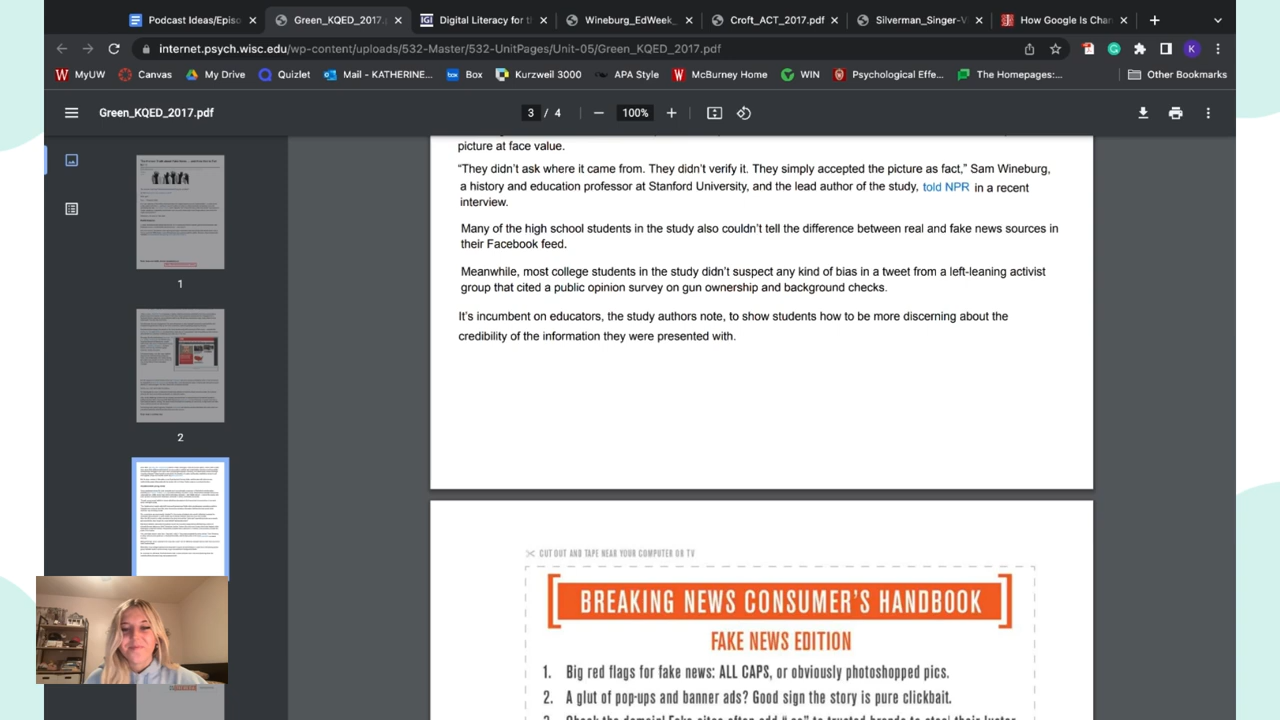 Podcast Ideas/Episo
Green_KQED_2017.
Digital Literacy for t
Wineburg_EdWeek_
Croft_ACT_2017.pdf
Silverman_Singer-V
How Google Is Chan
internet.psych.wisc.edu/wp-content/uploads/532-Master/532-UnitPages/Unit-05/Green_KQED_2017.pdf
K
MyUW
Canvas
My Drive
Quizlet
Mail - KATHERINE...
Box
Kurzweil 3000
APA Style
McBurney Home
WIN
Psychological Effe...
The Homepages:...
Other Bookmarks
Green_KQED_2017.pdf
3 / 4
100%
picture at face value.
“They didn’t ask where it came from. They didn’t verify it. They simply accepted the picture as fact,” Sam Wineburg,
a history and education professor at Stanford University, and the lead author of the study, told NPR in a recent
interview.
Many of the high school students in the study also couldn’t tell the difference between real and fake news sources in
their Facebook feed.
Meanwhile, most college students in the study didn’t suspect any kind of bias in a tweet from a left-leaning activist
group that cited a public opinion survey on gun ownership and background checks.
It’s incumbent on educators, the study authors note, to show students how to be more discerning about the
credibility of the information they were presented with.
1
2
CUT OUT AND TAPE NEAR YOUR COMPUTER OR TV
BREAKING NEWS CONSUMER'S HANDBOOK
FAKE NEWS EDITION
1. Big red flags for fake news: ALL CAPS, or obviously photoshopped pics.
2. A glut of pop-ups and banner ads? Good sign the story is pure clickbait.